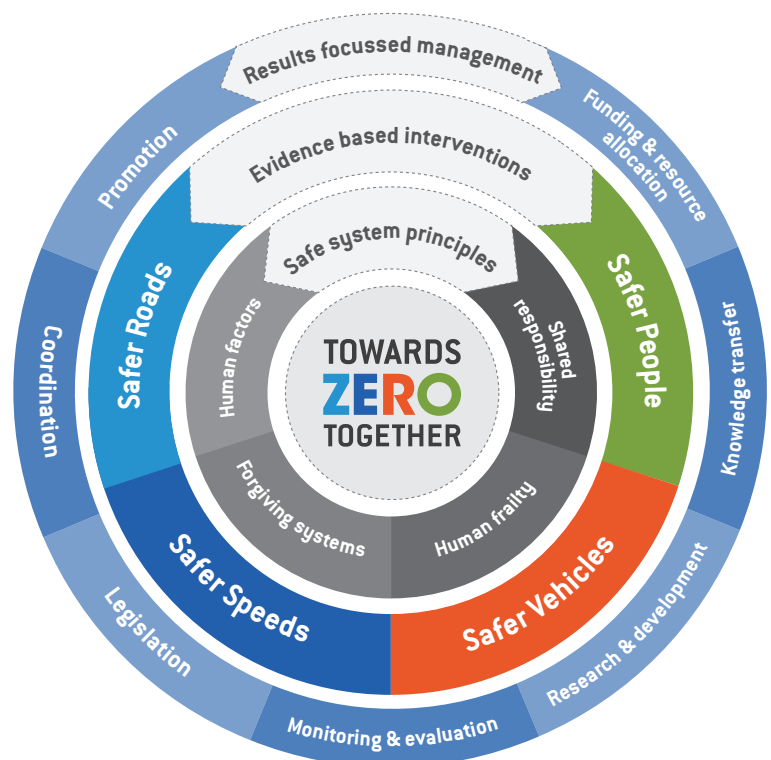 Results focussed management
Funding & resource
allocation
Knowledge transfer
Research & development
Monitoring & evaluation
Legislation
Coordination
Promotion
Evidence based interventions
Safer People
Safer Vehicles
Safer Speeds
Safer Roads
Safe system principles
Shared
responsibility
Human frailty
Forgiving systems
Human factors
TOWARDS
ZERO
TOGETHER